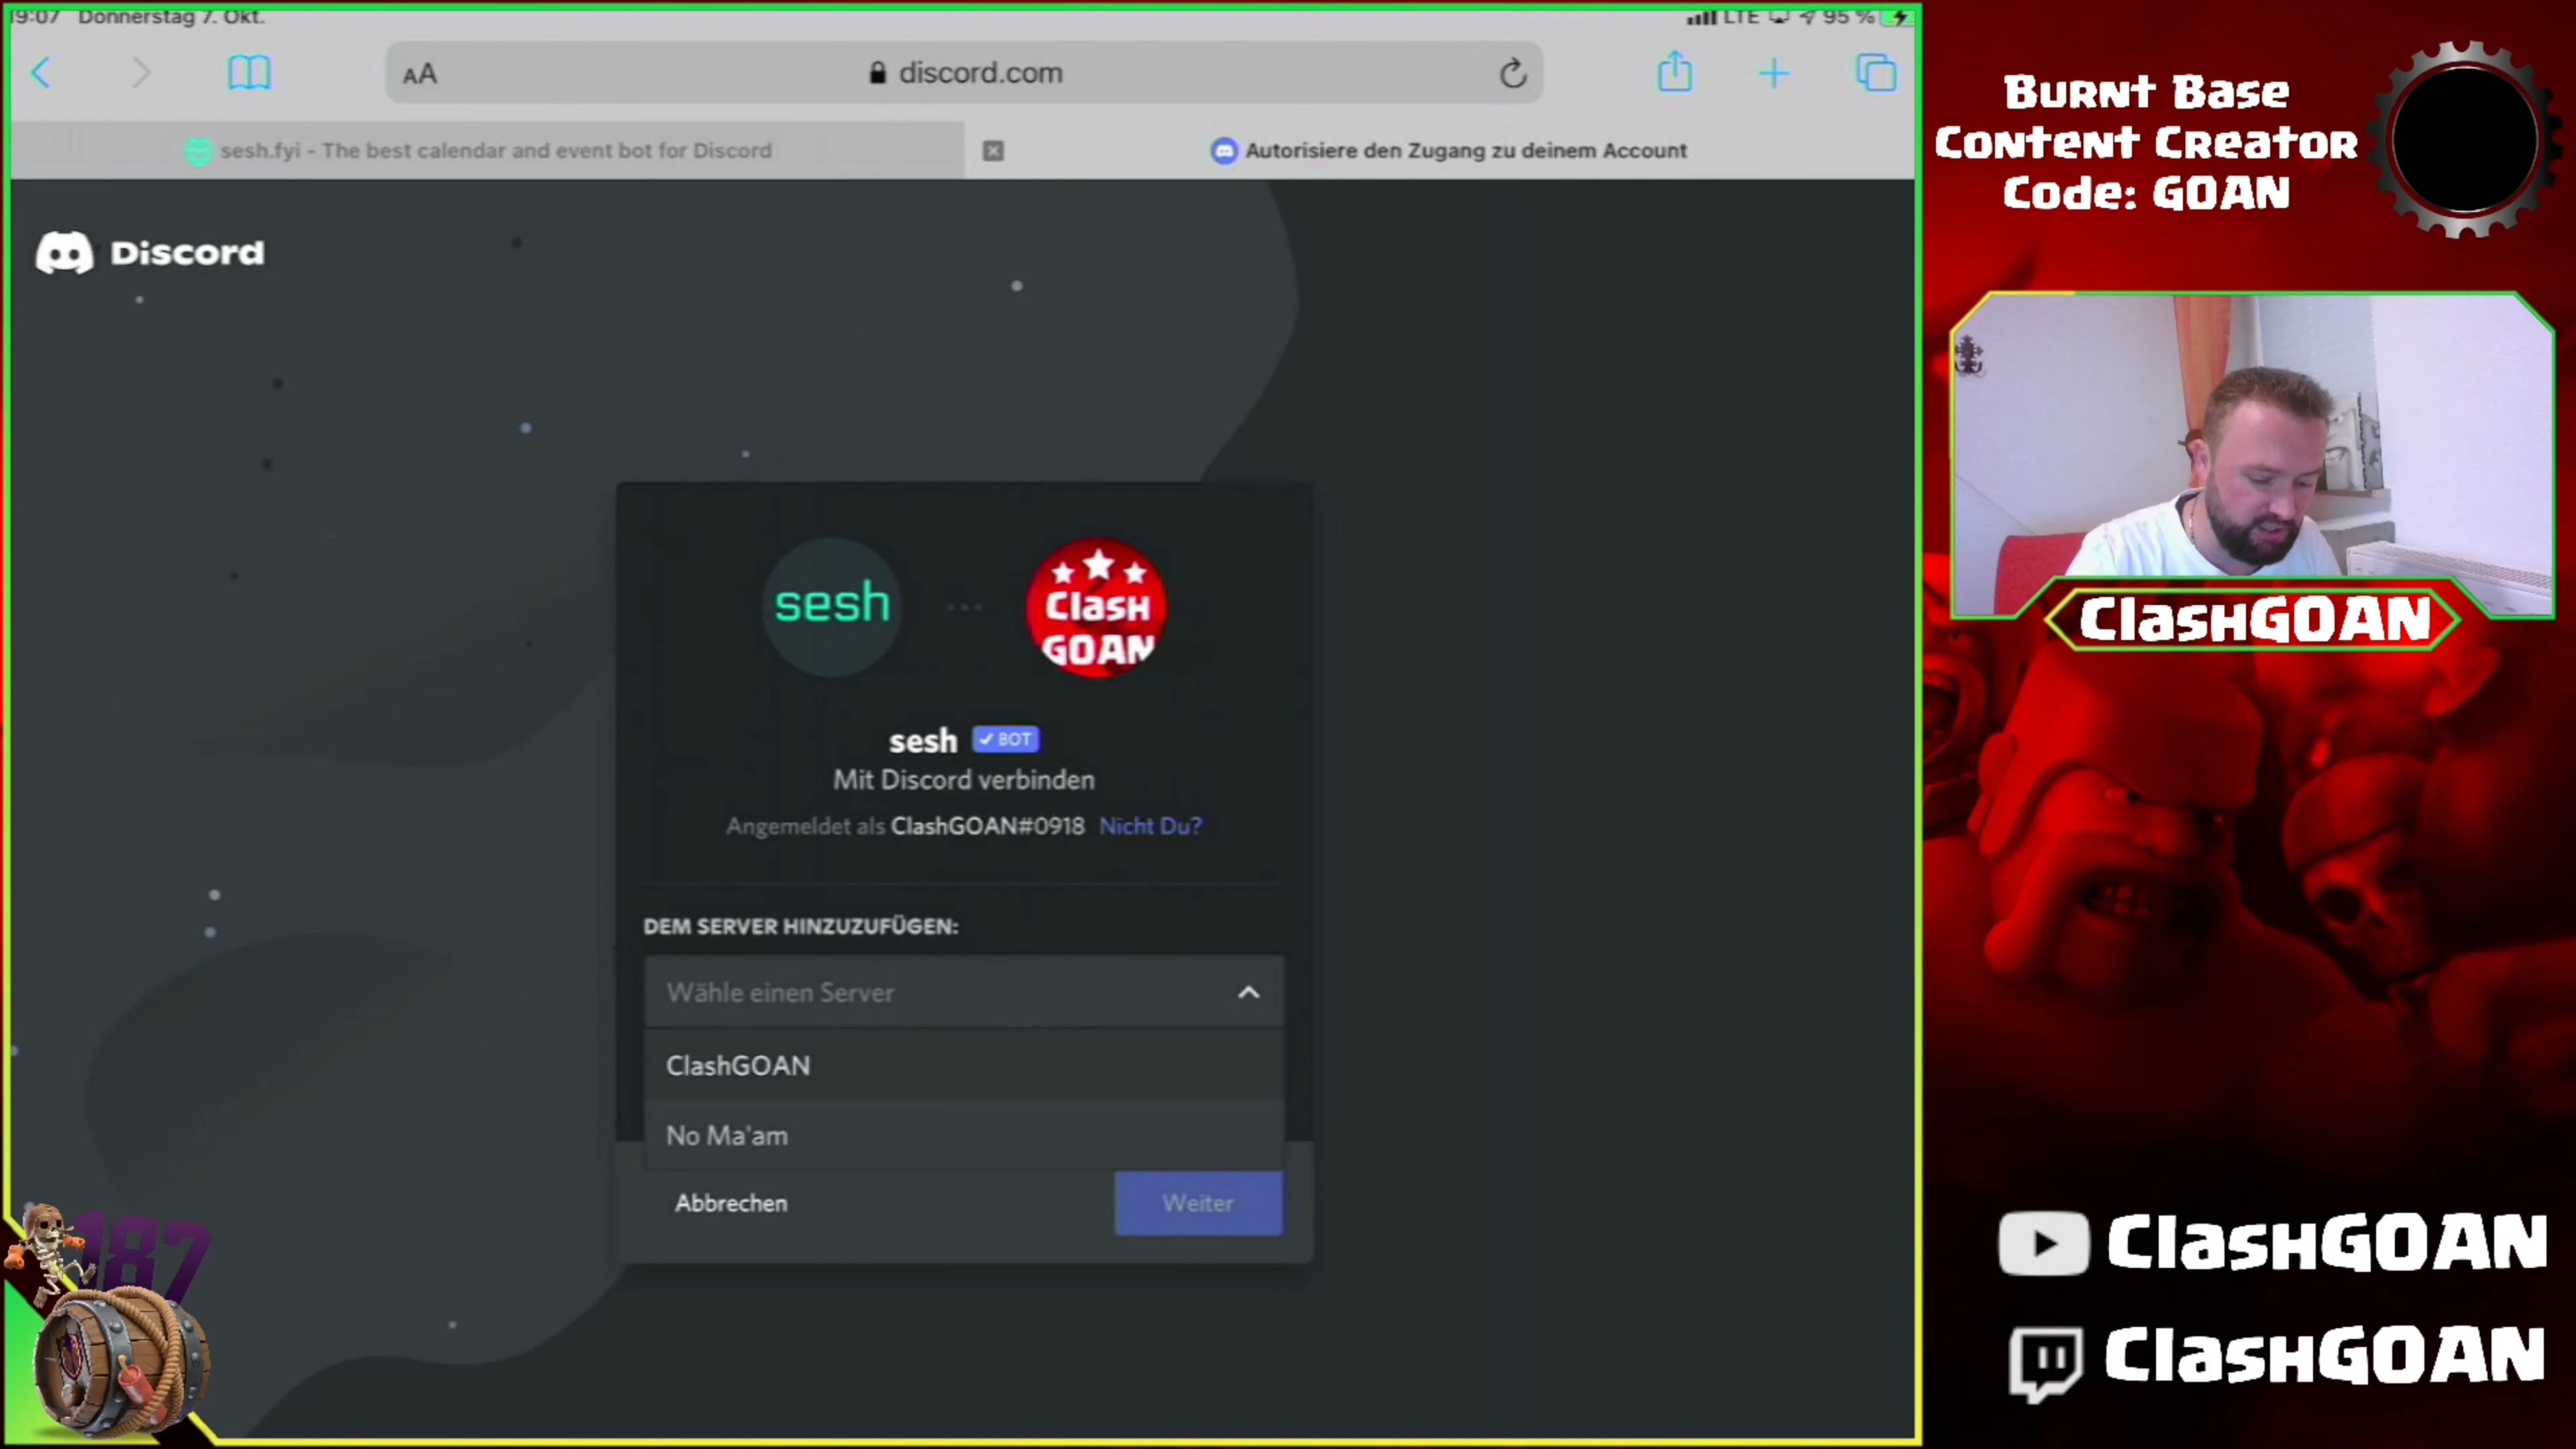 19:07 Donnerstag 7. Okt.
LTE 95 %
AA discord.com
sesh.fyi - The best calendar and event bot for Discord
Autorisiere den Zugang zu deinem Account
Discord
sesh
Clash
GOAN
sesh BOT
Mit Discord verbinden
Angemeldet als ClashGOAN#0918 Nicht Du?
DEM SERVER HINZUZUFÜGEN:
Wähle einen Server
ClashGOAN
No Ma'am
Abbrechen
Weiter
187
Burnt Base
Content Creator
Code: GOAN
ClashGOAN
ClashGOAN
ClashGOAN